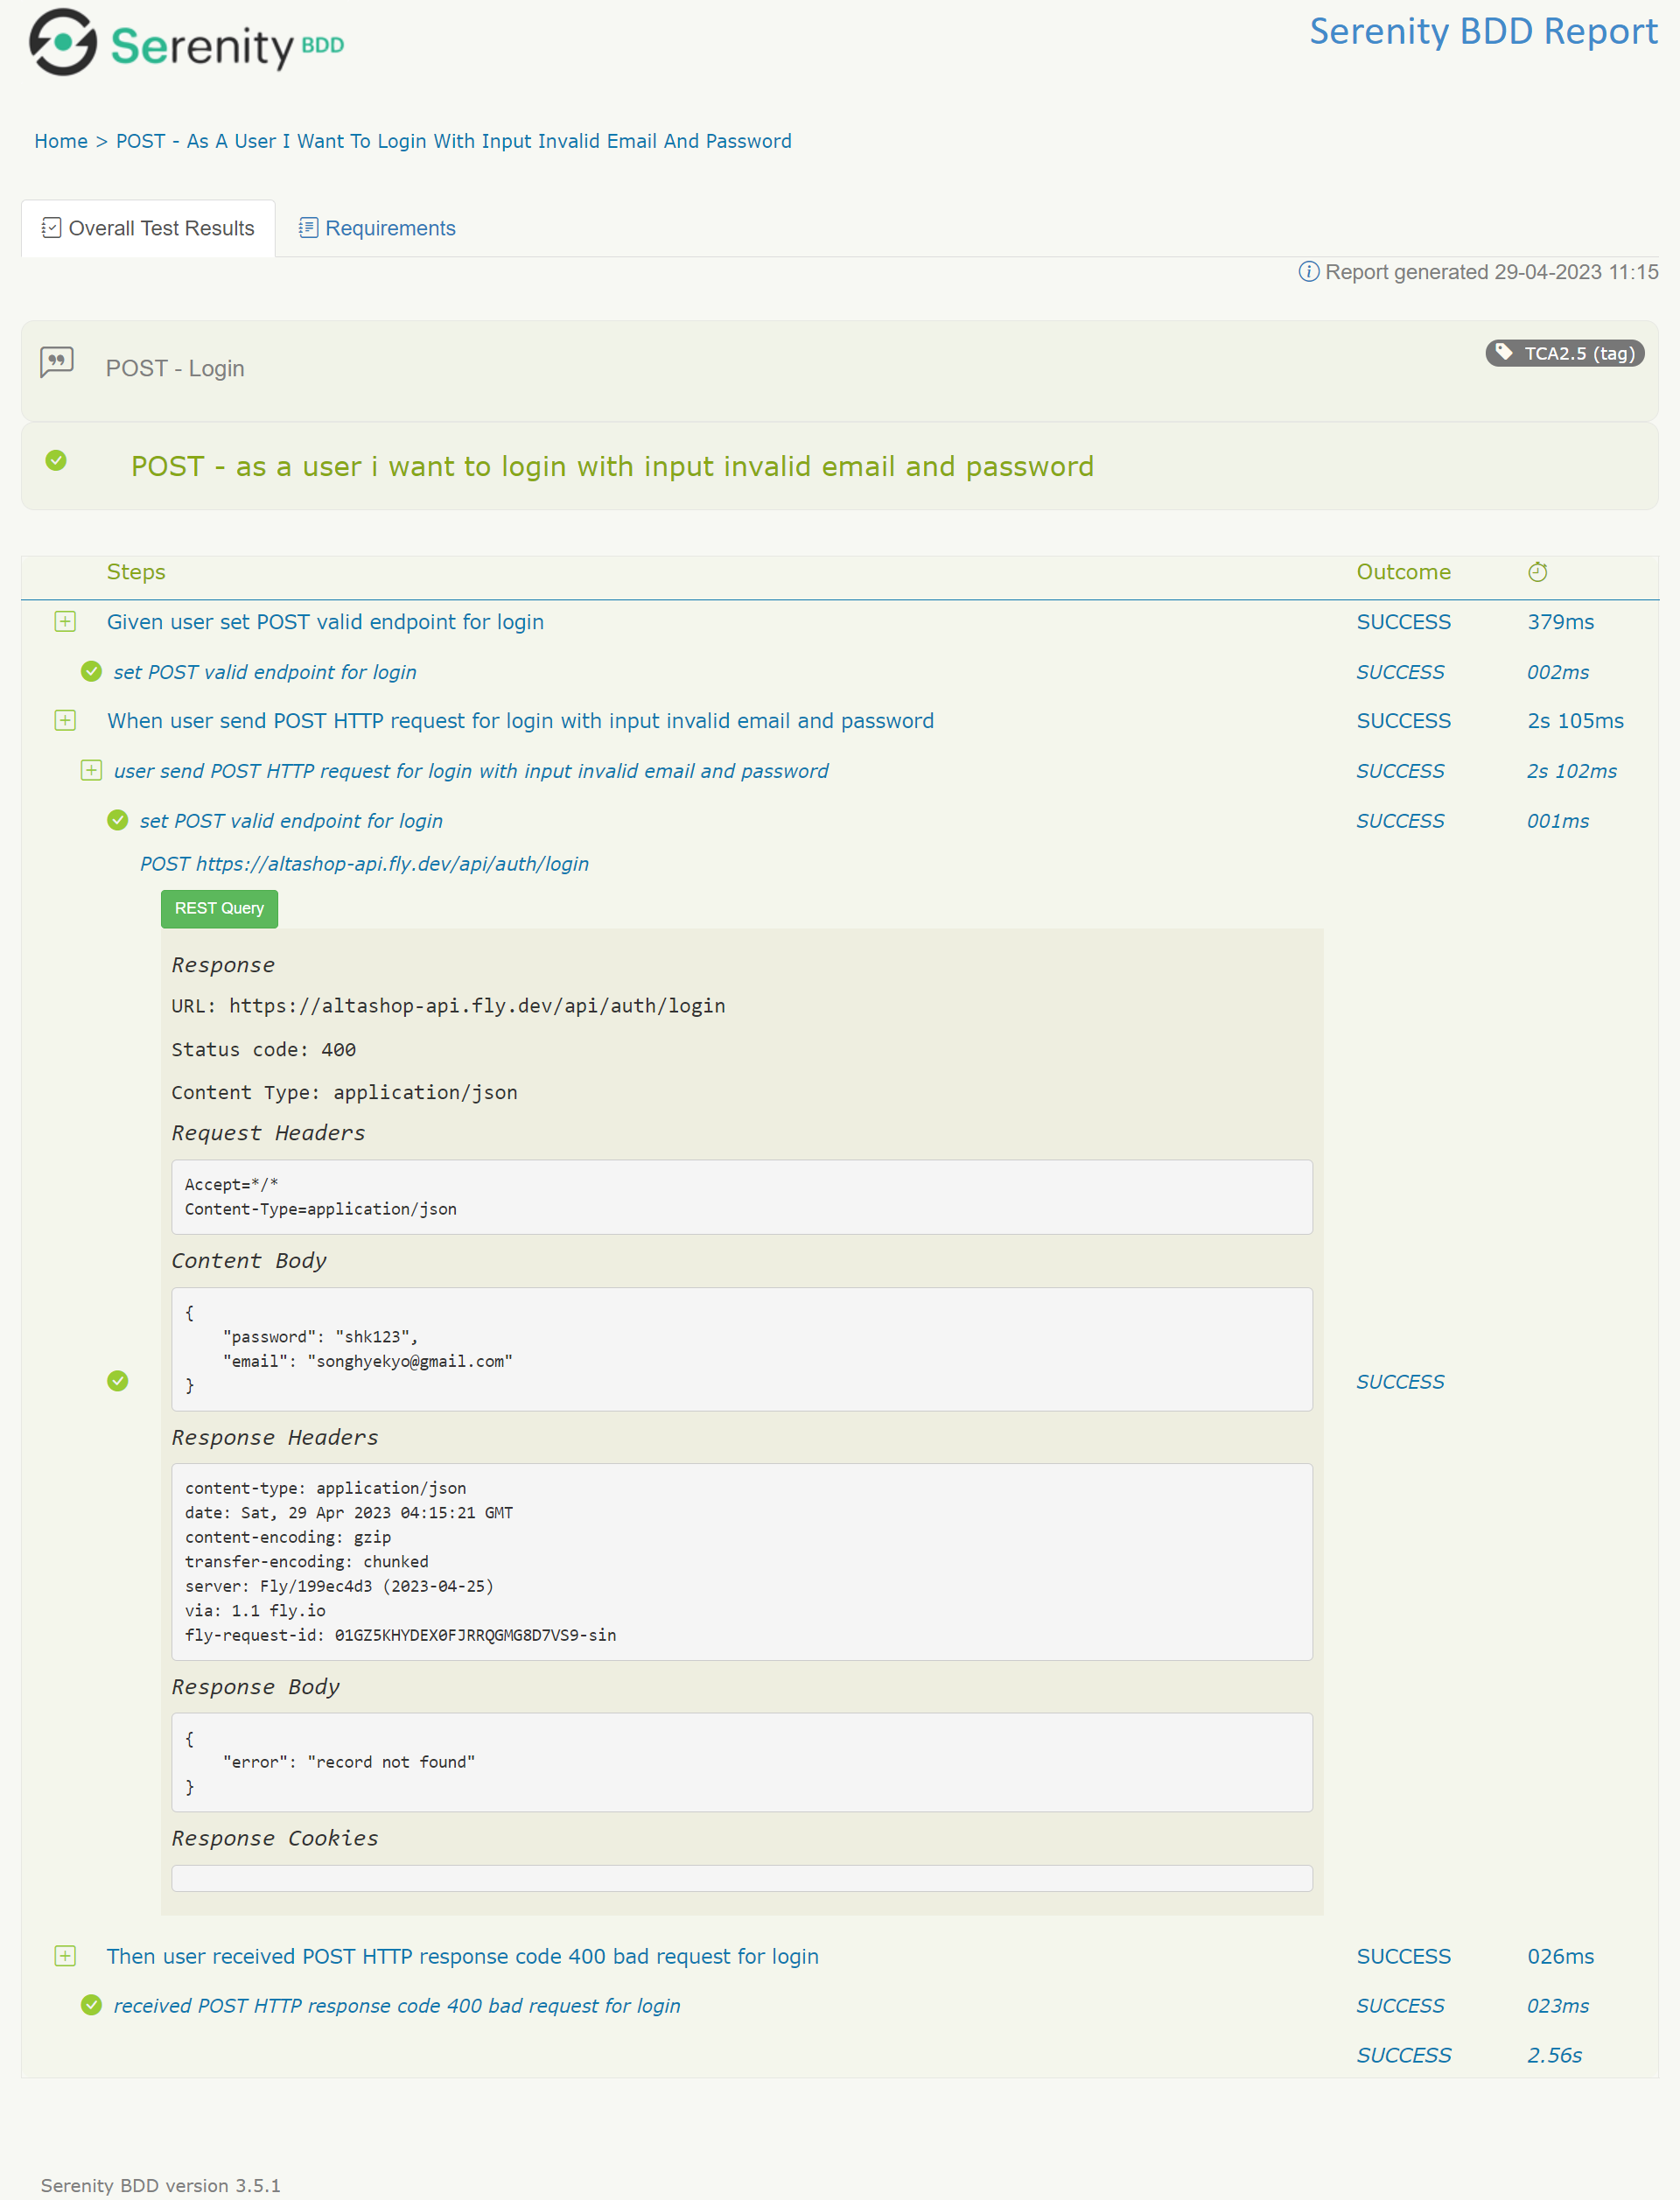 Serenity BDD
Serenity BDD Report
Home > POST - As A User I Want To Login With Input Invalid Email And Password
Overall Test Results
Requirements
Report generated 29-04-2023 11:15
POST - Login
TCA2.5 (tag)
POST - as a user i want to login with input invalid email and password
Steps Outcome
Given user set POST valid endpoint for login SUCCESS 379ms
set POST valid endpoint for login SUCCESS 002ms
When user send POST HTTP request for login with input invalid email and password SUCCESS 2s 105ms
user send POST HTTP request for login with input invalid email and password SUCCESS 2s 102ms
set POST valid endpoint for login SUCCESS 001ms
POST https://altashop-api.fly.dev/api/auth/login
REST Query
Response
URL: https://altashop-api.fly.dev/api/auth/login
Status code: 400
Content Type: application/json
Request Headers
Accept=*/*
Content-Type=application/json
Content Body
{
"password": "shk123",
"email": "songhyekyo@gmail.com"
}
SUCCESS
Response Headers
content-type: application/json
date: Sat, 29 Apr 2023 04:15:21 GMT
content-encoding: gzip
transfer-encoding: chunked
server: Fly/199ec4d3 (2023-04-25)
via: 1.1 fly.io
fly-request-id: 01GZ5KHYDEX0FJRRQGMG8D7VS9-sin
Response Body
{
"error": "record not found"
}
Response Cookies
Then user received POST HTTP response code 400 bad request for login SUCCESS 026ms
received POST HTTP response code 400 bad request for login SUCCESS 023ms
SUCCESS 2.56s
Serenity BDD version 3.5.1